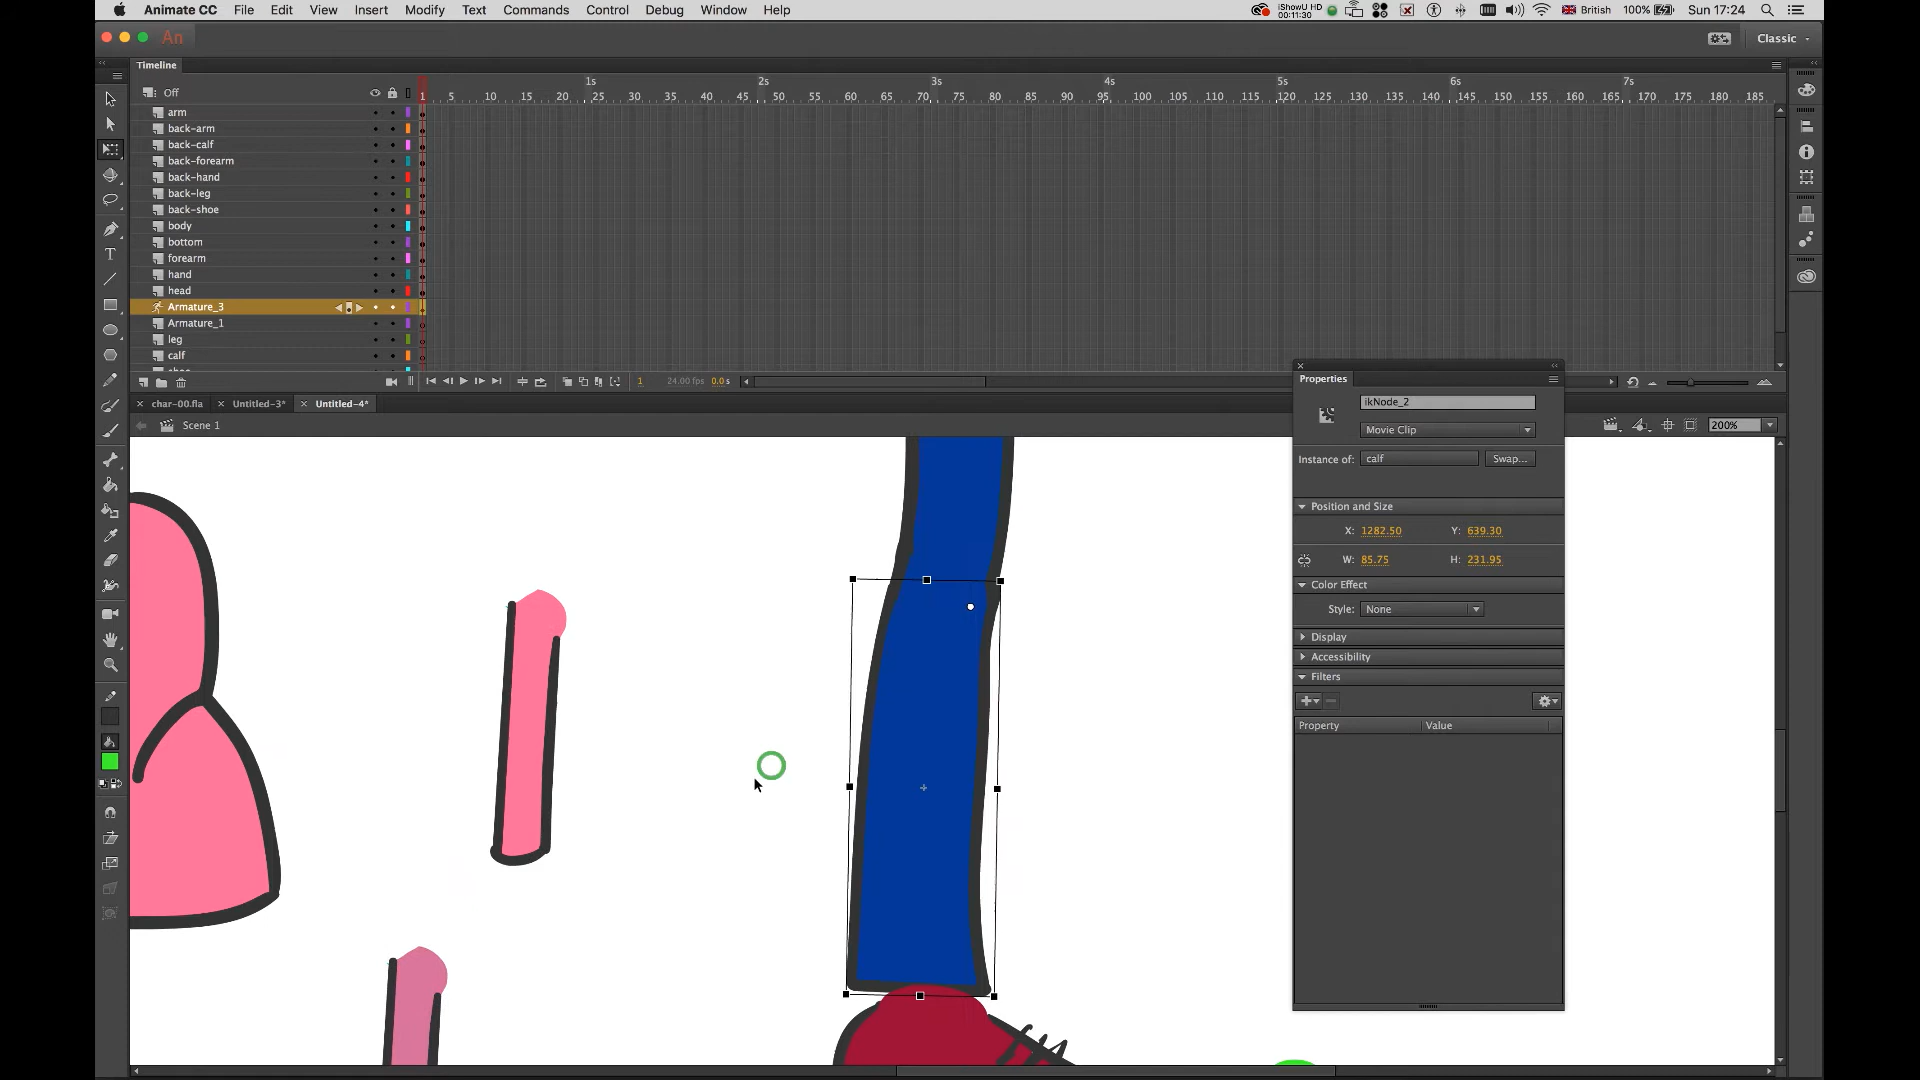 Animate CC File Edit View Insert Modify Text Commands Control Debug Window Help iShowU HD 00:11:30 British 100% Sun 17:24
An Classic
Timeline
Off 1s 2s 3s 4s 5s 6s 7s
1 5 10 15 20 25 30 35 40 45 50 55 60 65 70 75 80 85 90 95 100 105 110 115 120 125 130 135 140 145 150 155 160 165 170 175 180 185
arm
back-arm
back-calf
back-forearm
back-hand
back-leg
back-shoe
body
bottom
forearm
hand
head
Armature_3
Armature_1
leg
calf
1 24.00 fps 0.0 s
char-00.fla Untitled-3* Untitled-4*
Scene 1 200%
Properties
ikNode_2
Movie Clip
Instance of: calf Swap...
Position and Size
X: 1282.50 Y: 639.30
W: 85.75 H: 231.95
Color Effect
Style: None
Display
Accessibility
Filters
Property Value